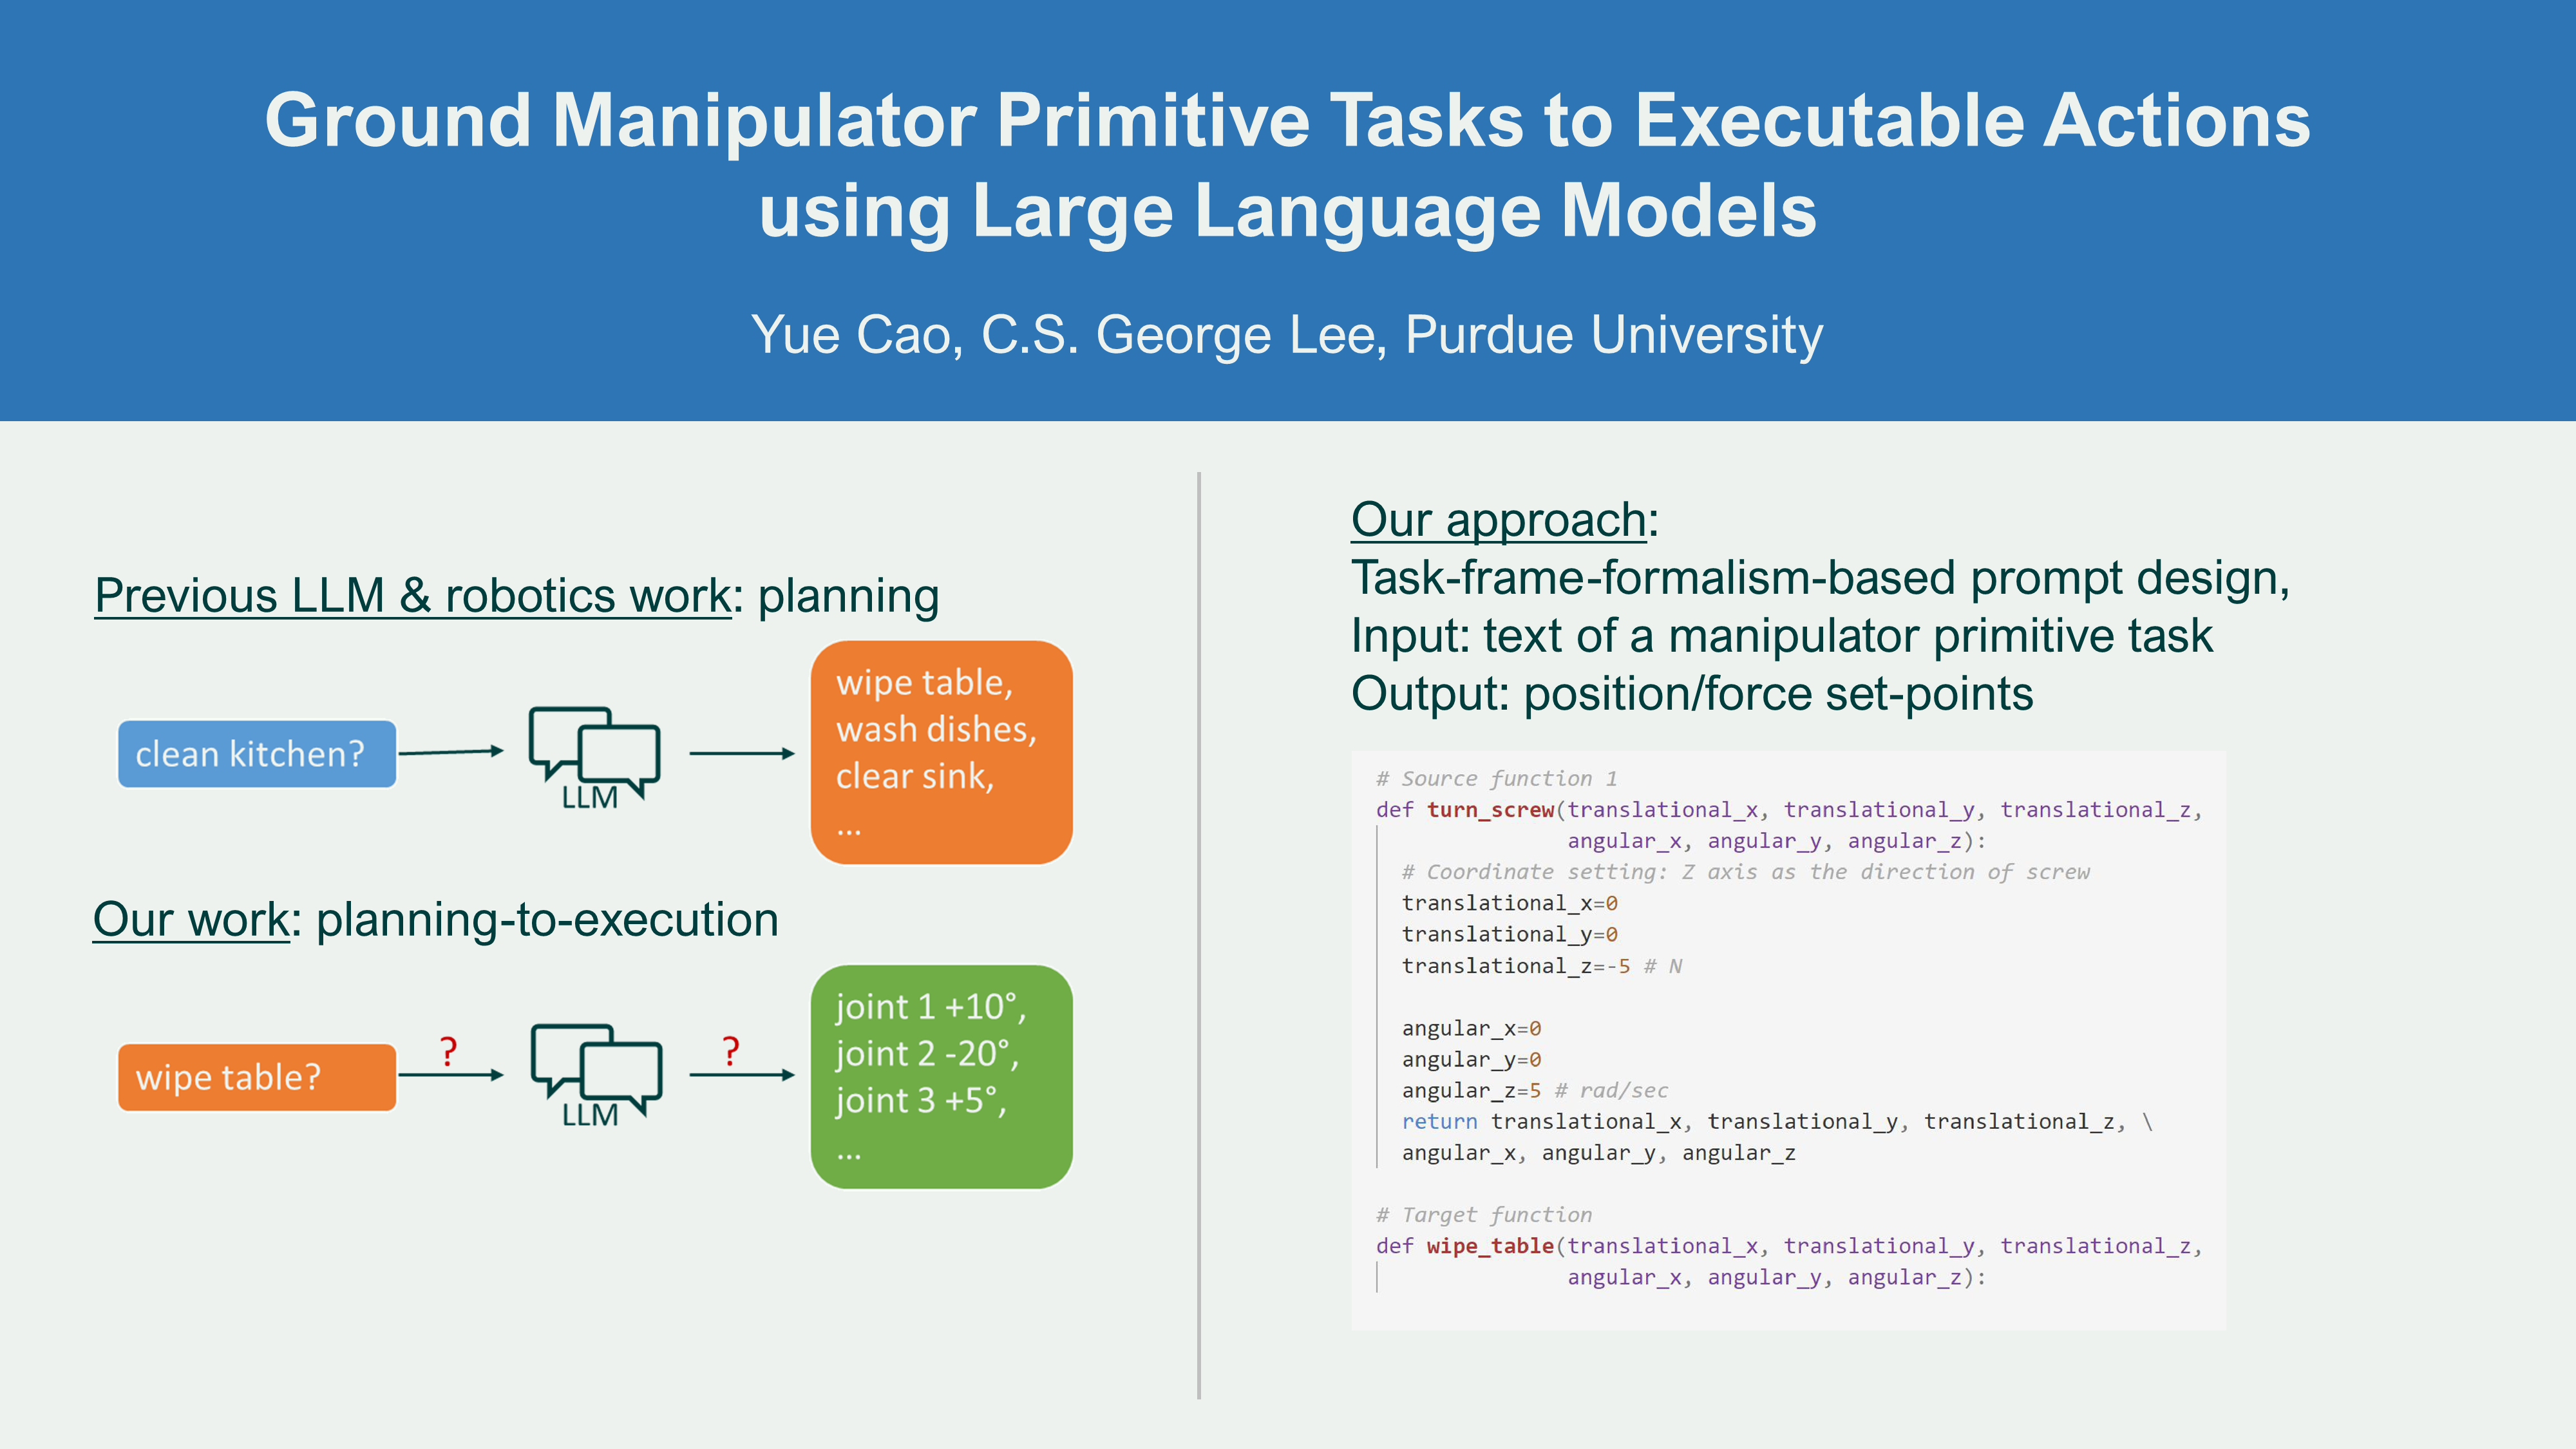 Ground Manipulator Primitive Tasks to Executable Actions
using Large Language Models
Yue Cao, C.S. George Lee, Purdue University
Previous LLM & robotics work: planning
clean kitchen?
LLM
wipe table,
wash dishes,
clear sink,
...
Our work: planning-to-execution
wipe table?
?
LLM
?
joint 1 +10°,
joint 2 -20°,
joint 3 +5°,
...
Our approach:
Task-frame-formalism-based prompt design,
Input: text of a manipulator primitive task
Output: position/force set-points
# Source function 1
def turn_screw(translational_x, translational_y, translational_z,
angular_x, angular_y, angular_z):
# Coordinate setting: Z axis as the direction of screw
translational_x=0
translational_y=0
translational_z=-5 # N
angular_x=0
angular_y=0
angular_z=5 # rad/sec
return translational_x, translational_y, translational_z, \
angular_x, angular_y, angular_z
# Target function
def wipe_table(translational_x, translational_y, translational_z,
angular_x, angular_y, angular_z):